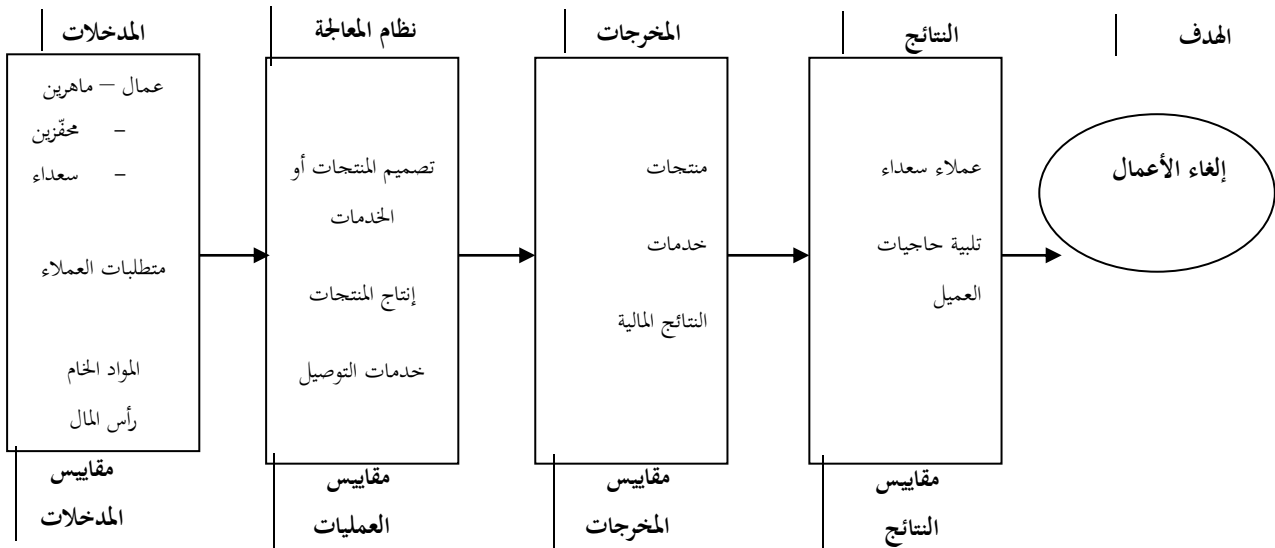 المدخلات
عمال – ماهرين
– محفّزين
– سعداء
متطلبات العملاء
المواد الخام
رأس المال
مقاييس
المدخلات
نظام المعالجة
تصميم المنتجات أو
الخدمات
إنتاج المنتجات
خدمات التوصيل
مقاييس
العمليات
المخرجات
منتجات
خدمات
النتائج المالية
مقاييس
المخرجات
النتائج
عملاء سعداء
تلبية حاجيات
العميل
مقاييس
النتائج
الهدف
إلغاء الأعمال